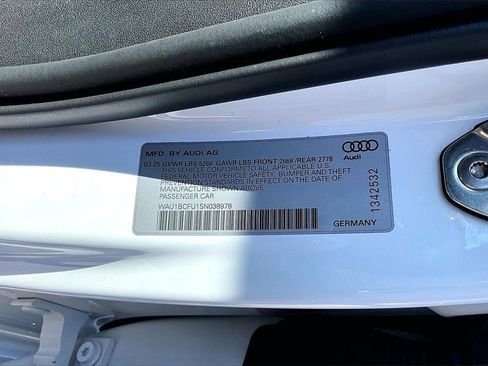 MFD. BY AUDI AG
03.25 GVWR LBS 5269 GAWR LBS FRONT 2668/REAR 2778
THIS VEHICLE CONFORMS TO ALL APPLICABLE U.S.
FEDERAL MOTOR VEHICLE SAFETY, BUMPER AND THEFT
PREVENTION STANDARDS IN EFFECT ON THE DATE OF
MANUFACTURE SHOWN ABOVE
PASSENGER CAR
WAU1BCFU1SN038978
Audi
1342532
GERMANY